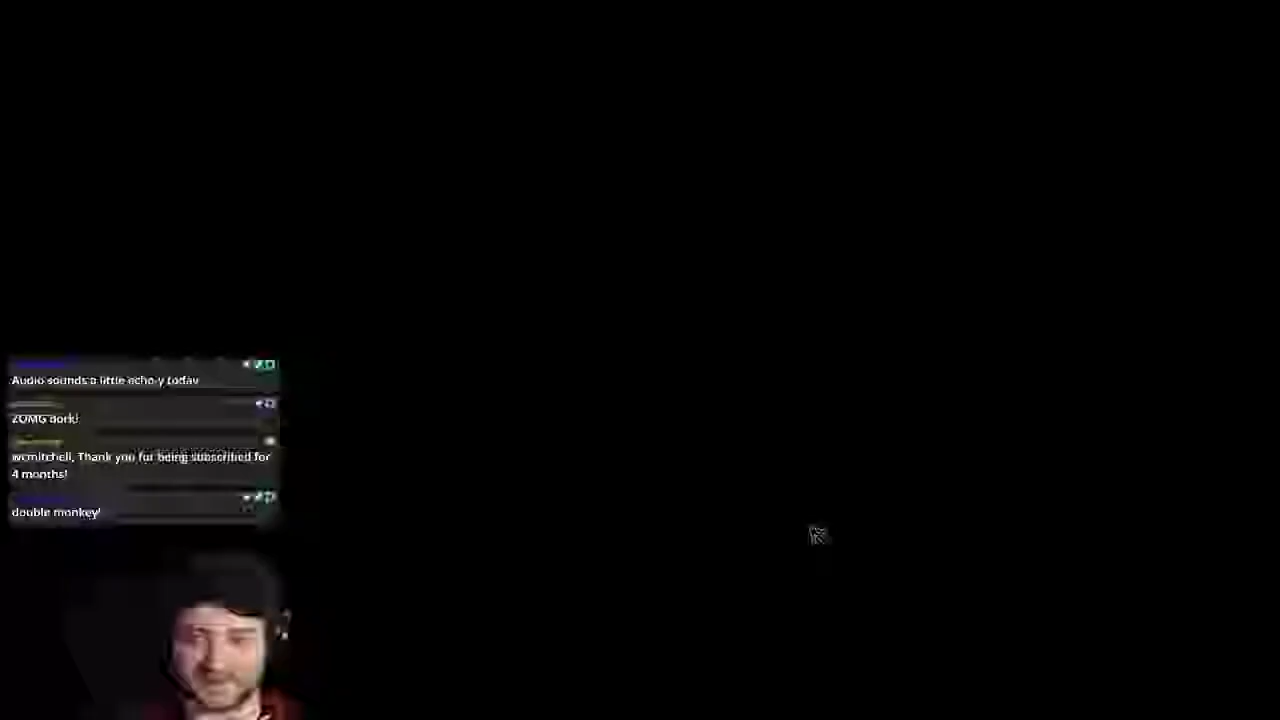 Audio sounds a little echo-y today
ZOMG dork!
wcmitchell, Thank you for being subscribed for
4 months!
double monkey!